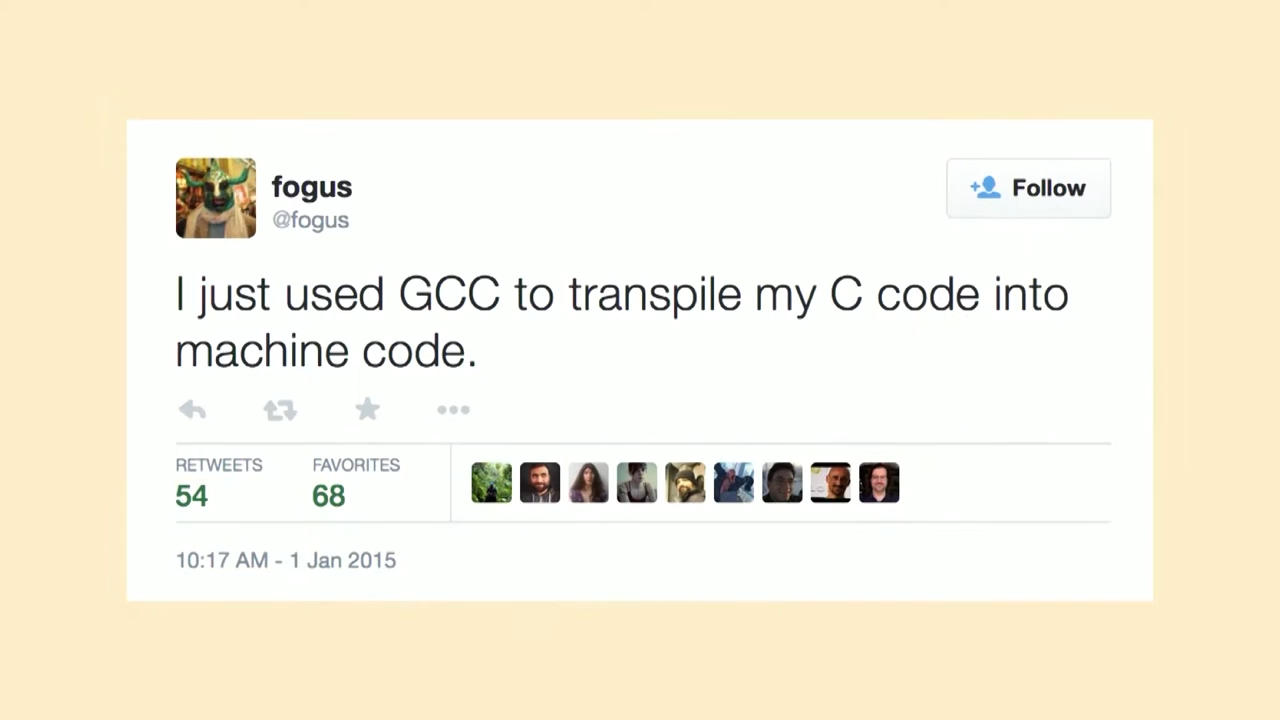 fogus
@fogus
Follow
I just used GCC to transpile my C code into
machine code.
RETWEETS FAVORITES
54 68
10:17 AM - 1 Jan 2015